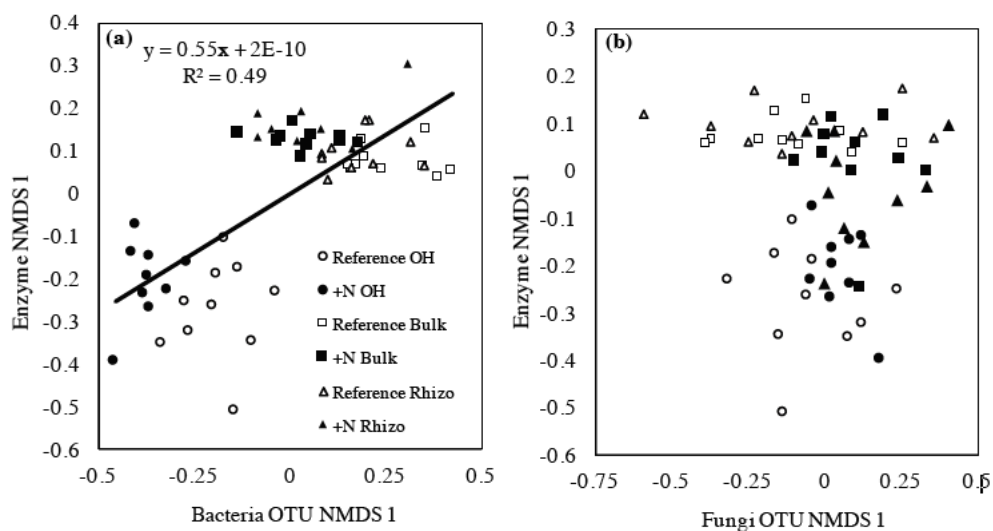 (a)
y = 0.55x + 2E-10
R² = 0.49
0.4
0.3
0.2
0.1
0
-0.1
-0.2
-0.3
-0.4
-0.5
-0.6
Enzyme NMDS 1
Reference OH
+N OH
Reference Bulk
+N Bulk
Reference Rhizo
+N Rhizo
-0.5
-0.25
0
0.25
0.5
Bacteria OTU NMDS 1
(b)
0.3
0.2
0.1
0
-0.1
-0.2
-0.3
-0.4
-0.5
-0.6
Enzyme NMDS 1
-0.75
-0.5
-0.25
0
0.25
0.5
Fungi OTU NMDS 1